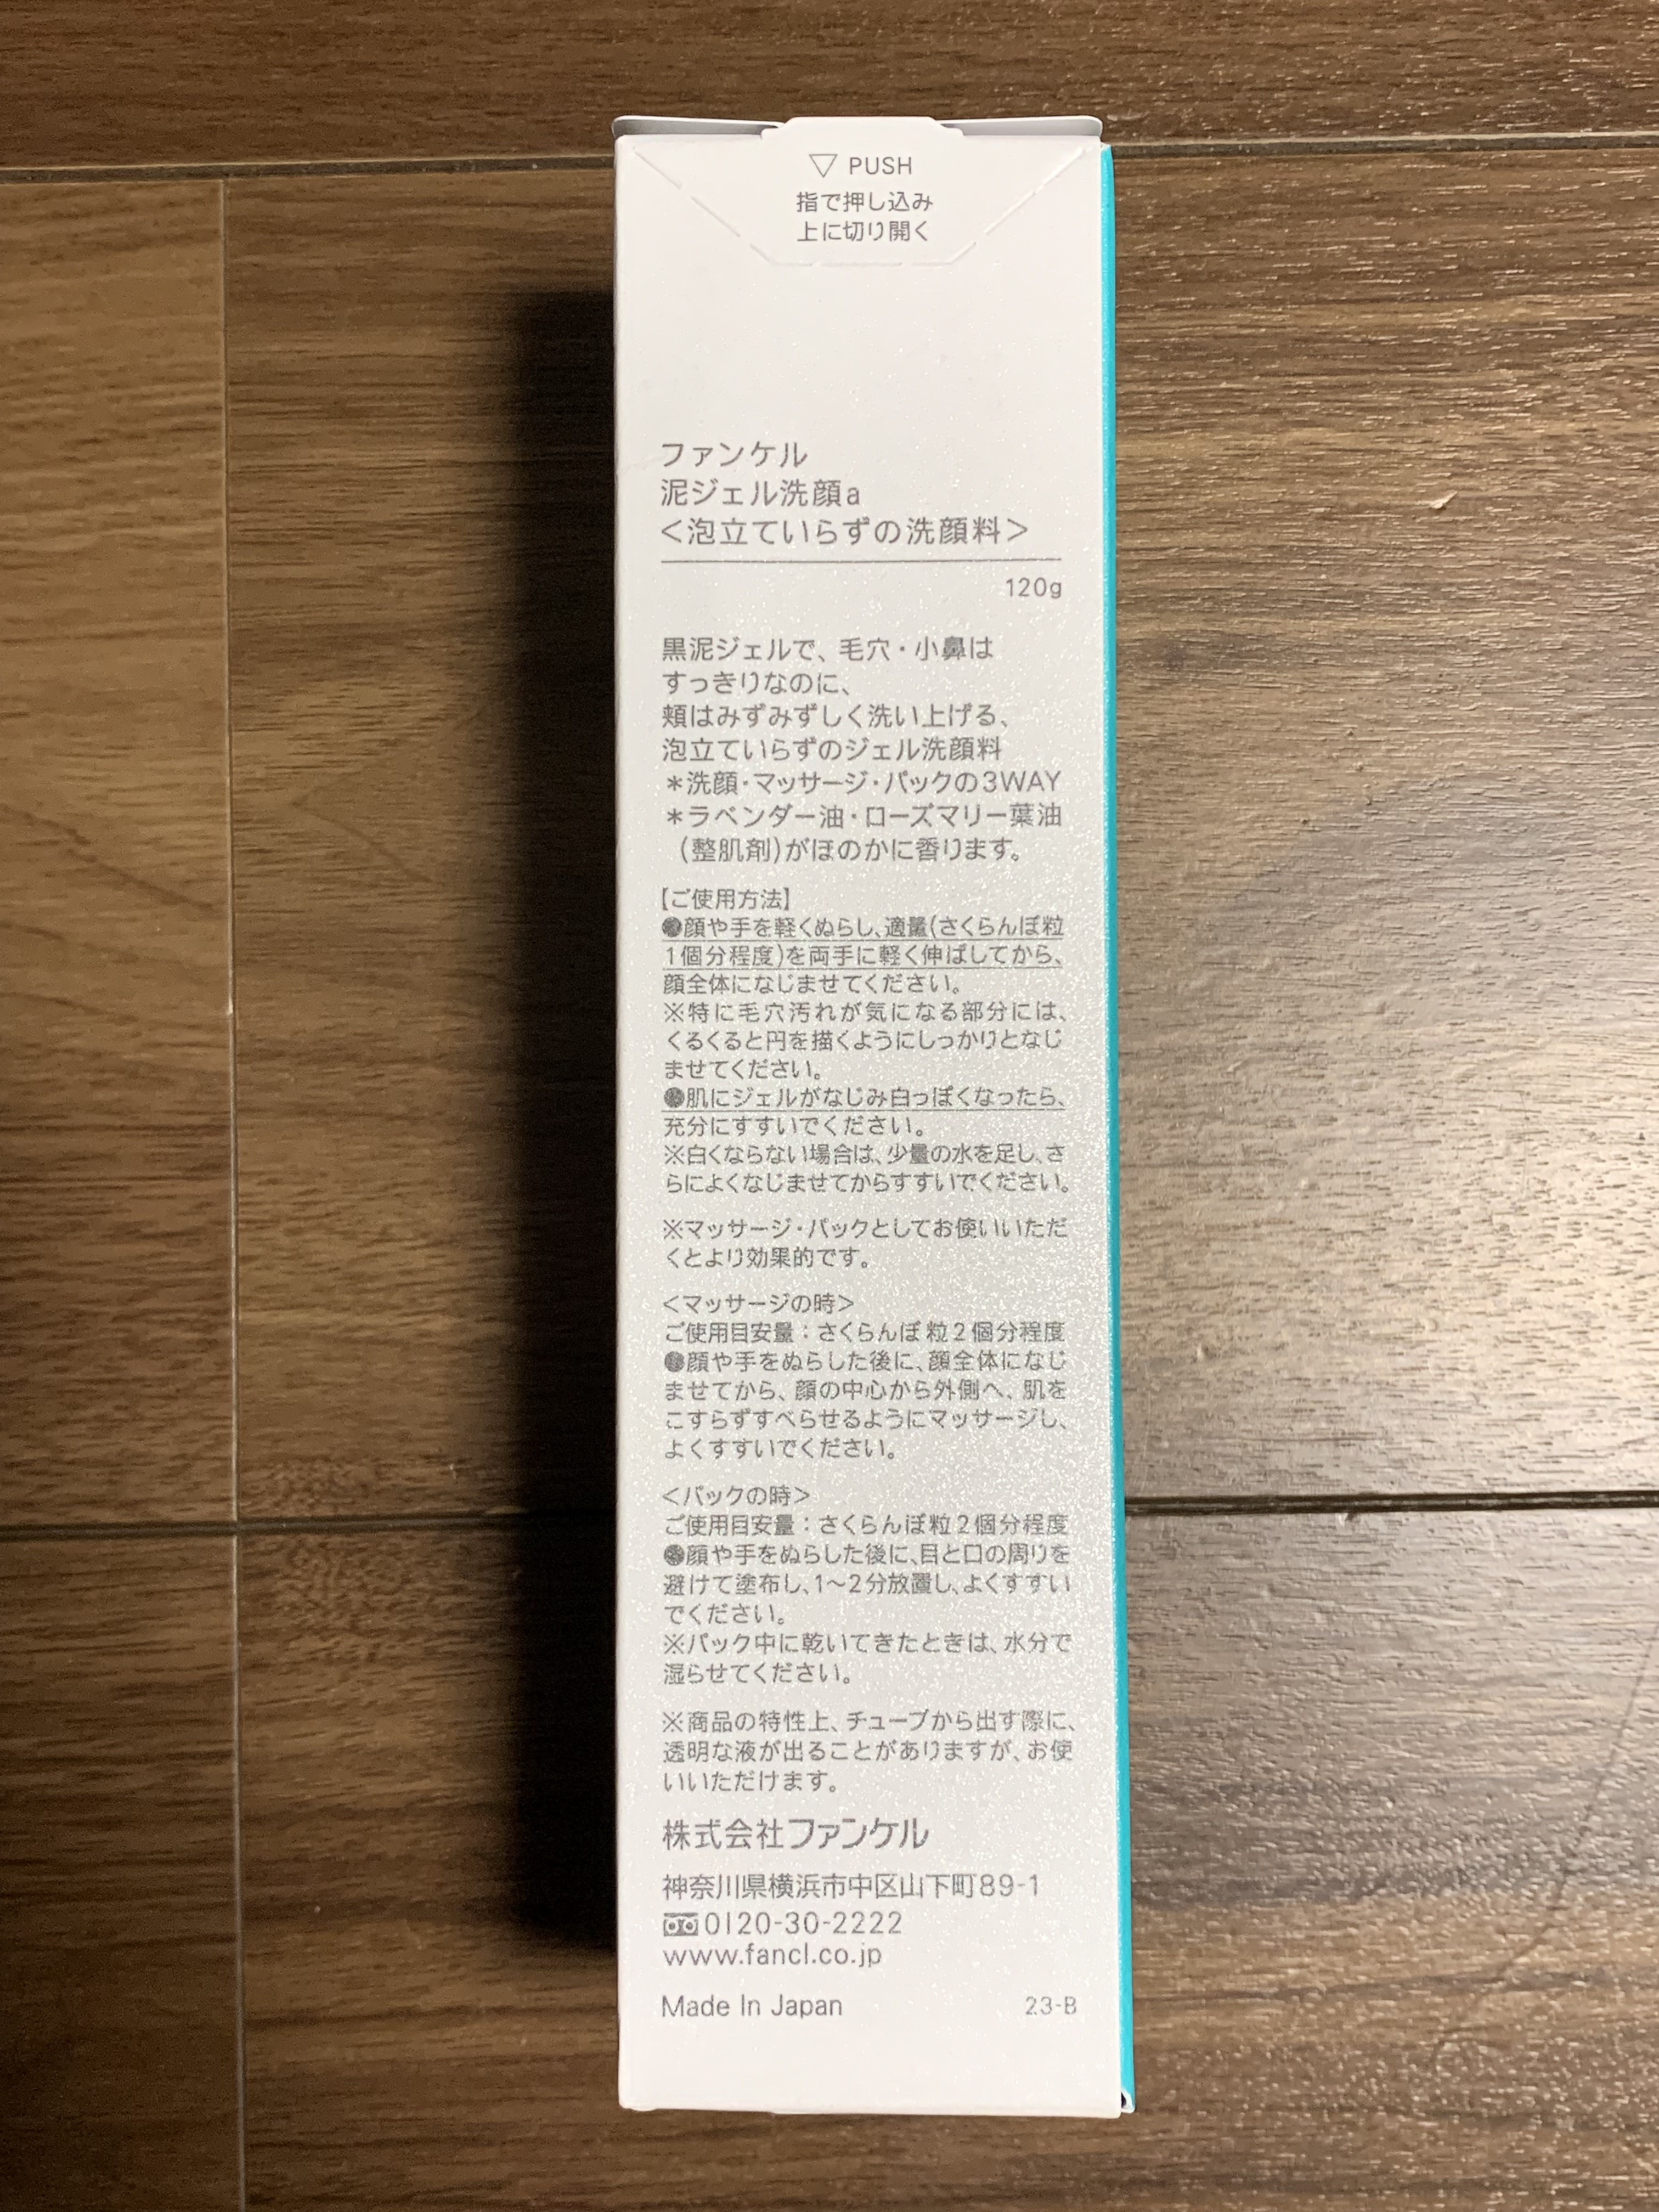 ▽ PUSH
指で押し込み
上に切り開く
ファンケル
泥ジェル洗顔a
＜泡立ていらずの洗顔料＞
120g
黒泥ジェルで、毛穴・小鼻は
すっきりなのに、
頬はみずみずしく洗い上げる、
泡立ていらずのジェル洗顔料
＊洗顔・マッサージ・パックの3WAY
＊ラベンダー油・ローズマリー葉油
（整肌剤）がほのかに香ります。
【ご使用方法】
●顔や手を軽くぬらし、適量（さくらんぼ粒
1個分程度）を両手に軽く伸ばしてから、
顔全体になじませてください。
※特に毛穴汚れが気になる部分には、
くるくると円を描くようにしっかりとなじ
ませてください。
●肌にジェルがなじみ白っぽくなったら、
充分にすすいでください。
※白くならない場合は、少量の水を足し、さ
らによくなじませてからすすいでください。
※マッサージ・パックとしてお使いいただ
くとより効果的です。
＜マッサージの時＞
ご使用目安量：さくらんぼ粒2個分程度
●顔や手をぬらした後に、顔全体になじ
ませてから、顔の中心から外側へ、肌を
こすらずすべらせるようにマッサージし、
よくすすいでください。
＜パックの時＞
ご使用目安量：さくらんぼ粒2個分程度
●顔や手をぬらした後に、目と口の周りを
避けて塗布し、1〜2分放置し、よくすすい
でください。
※パック中に乾いてきたときは、水分で
湿らせてください。
※商品の特性上、チューブから出す際に、
透明な液が出ることがありますが、お使
いいただけます。
株式会社ファンケル
神奈川県横浜市中区山下町89-1
0120-30-2222
www.fancl.co.jp
Made In Japan
23-B